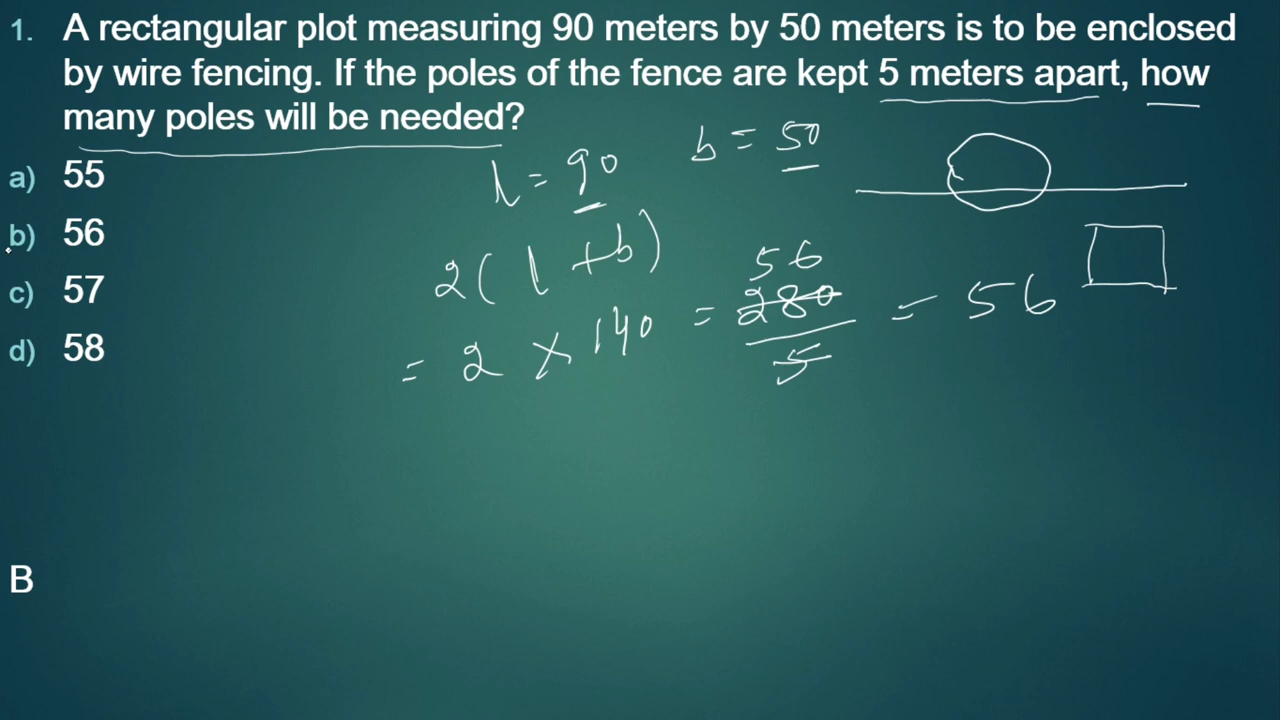 1. A rectangular plot measuring 90 meters by 50 meters is to be enclosed
by wire fencing. If the poles of the fence are kept 5 meters apart, how
many poles will be needed?
a) 55
b) 56
c) 57
d) 58
l = 90 b = 50
2(l + b)
= 2 × 140 = 280/5 = 56
56
B